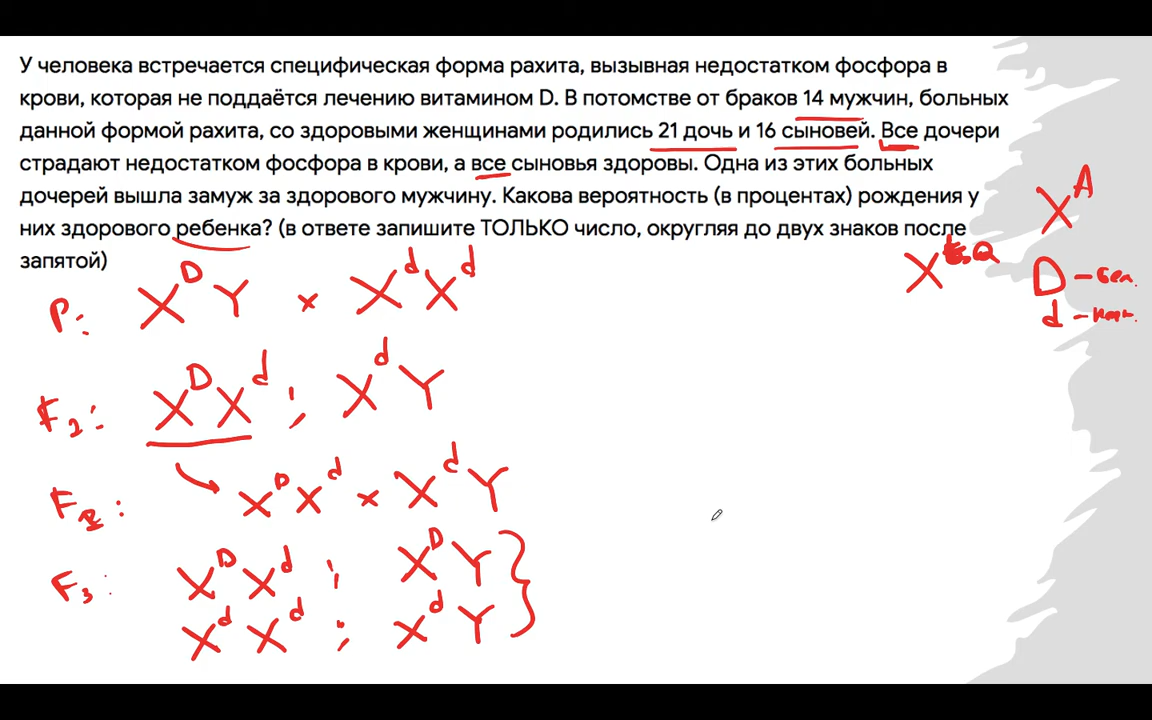 У человека встречается специфическая форма рахита, вызывная недостатком фосфора в
крови, которая не поддаётся лечению витамином D. В потомстве от браков 14 мужчин, больных
данной формой рахита, со здоровыми женщинами родились 21 дочь и 16 сыновей. Все дочери
страдают недостатком фосфора в крови, а все сыновья здоровы. Одна из этих больных
дочерей вышла замуж за здорового мужчину. Какова вероятность (в процентах) рождения у
них здорового ребенка? (в ответе запишите ТОЛЬКО число, округляя до двух знаков после
запятой)
X^A
X
D –
d –
P: X^D Y × X^d X^d
X^D X^d ; X^d Y
X^D X^d × X^d Y
F3: X^D X^d ; X^D Y
X^d X^d ; X^d Y